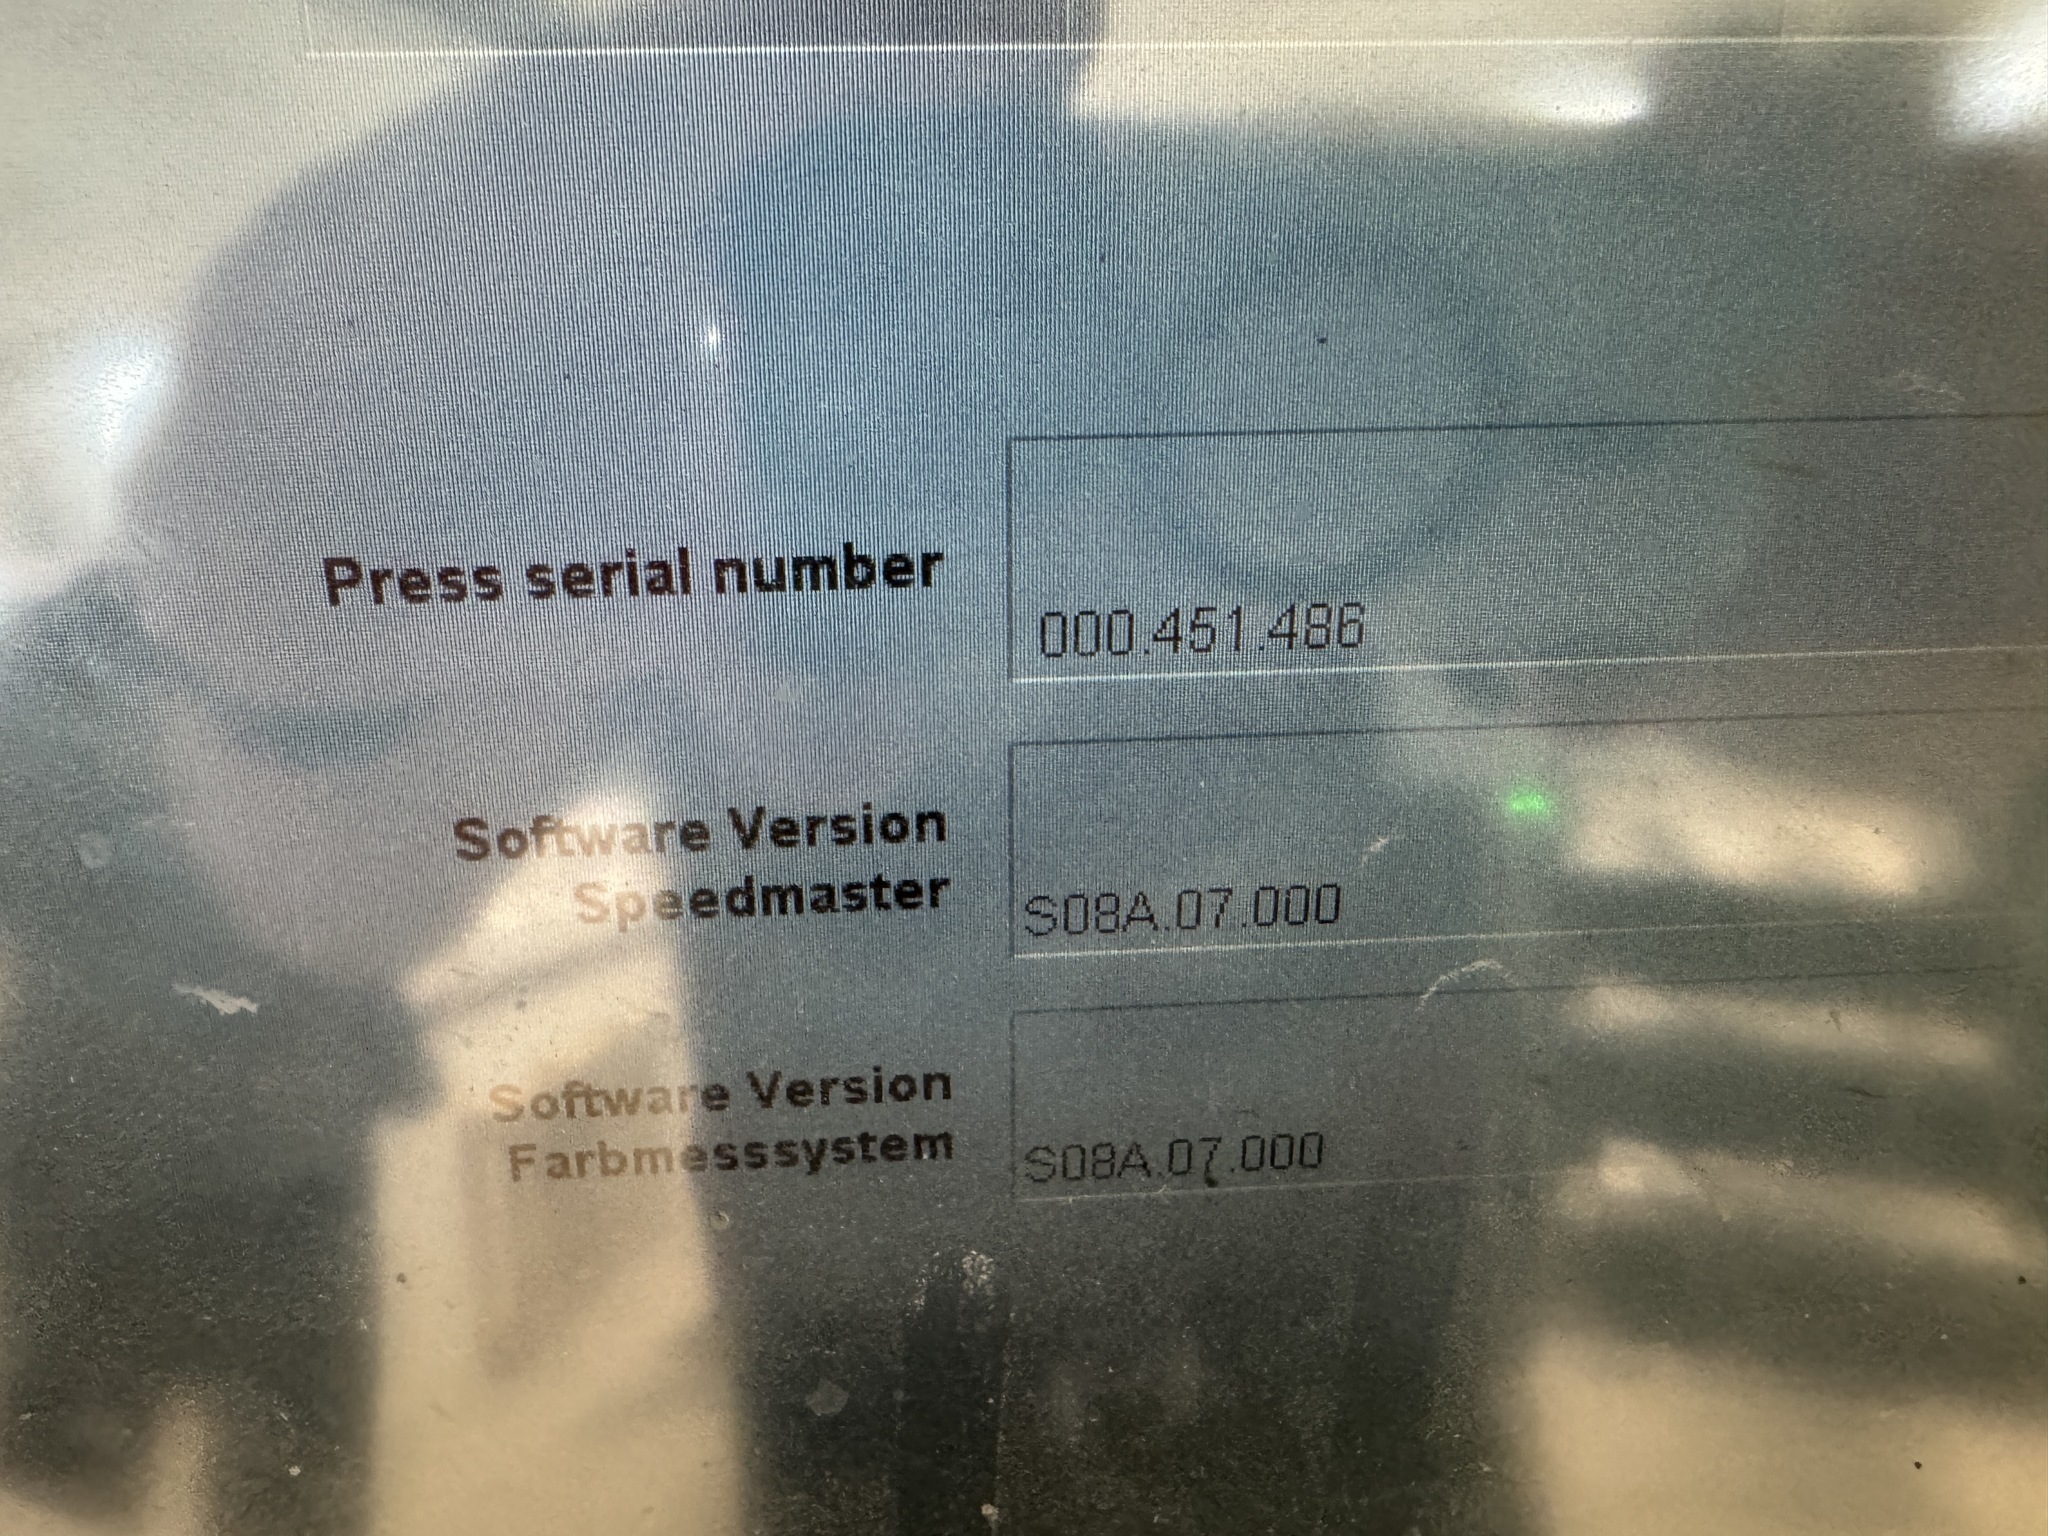 Press serial number
000.451.486
Software Version
Speedmaster
S08A.07.000
Software Version
Farbmesssystem
S08A.07.000